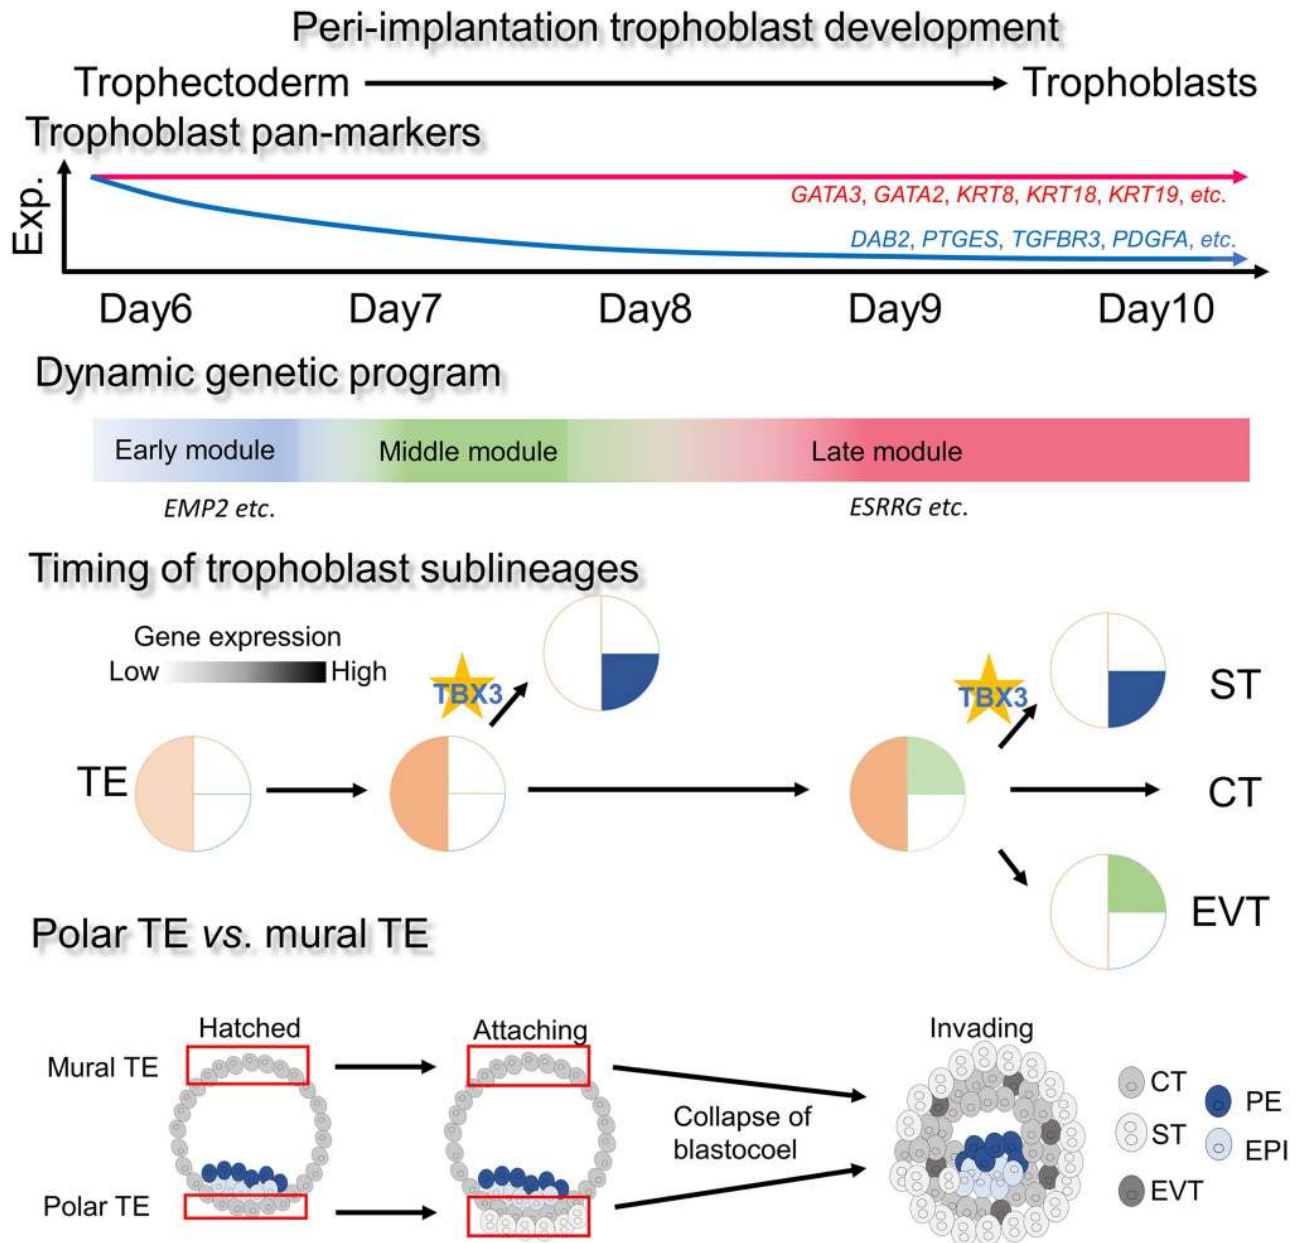 Peri-implantation trophoblast development
Trophectoderm Trophoblasts
Trophoblast pan-markers
Exp.
GATA3, GATA2, KRT8, KRT18, KRT19, etc.
DAB2, PTGES, TGFBR3, PDGFA, etc.
Day6 Day7 Day8 Day9 Day10
Dynamic genetic program
Early module Middle module Late module
EMP2 etc. ESRRG etc.
Timing of trophoblast sublineages
Gene expression
Low High
TBX3 TBX3 ST
TE CT
EVT
Polar TE vs. mural TE
Hatched Attaching Invading
Mural TE
Collapse of
blastocoel
Polar TE
CT PE
ST EPI
EVT